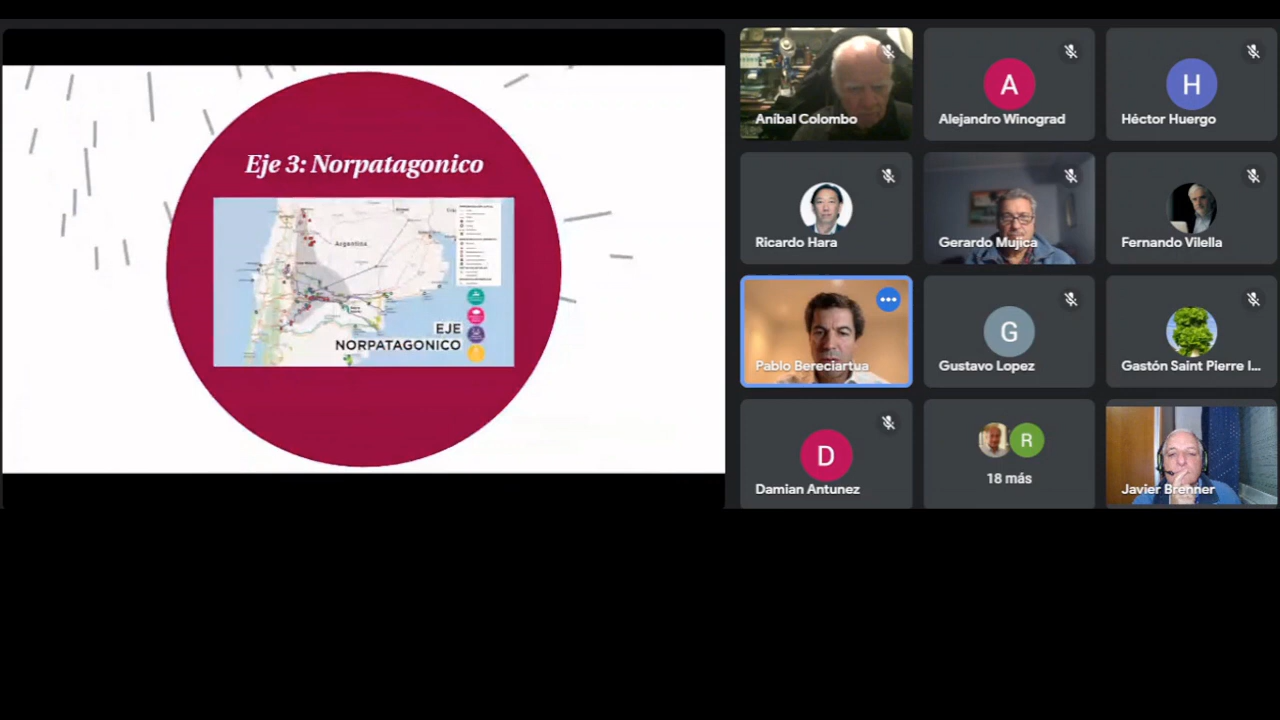 Eje 3: Norpatagonico
Argentina
EJE
NORPATAGONICO
Aníbal Colombo
A
Alejandro Winograd
H
Héctor Huergo
Ricardo Hara
Gerardo Mujica
Fernando Vilella
Pablo Bereciartua
G
Gustavo Lopez
Gastón Saint Pierre I...
D
Damian Antunez
R
18 más
Javier Brenner